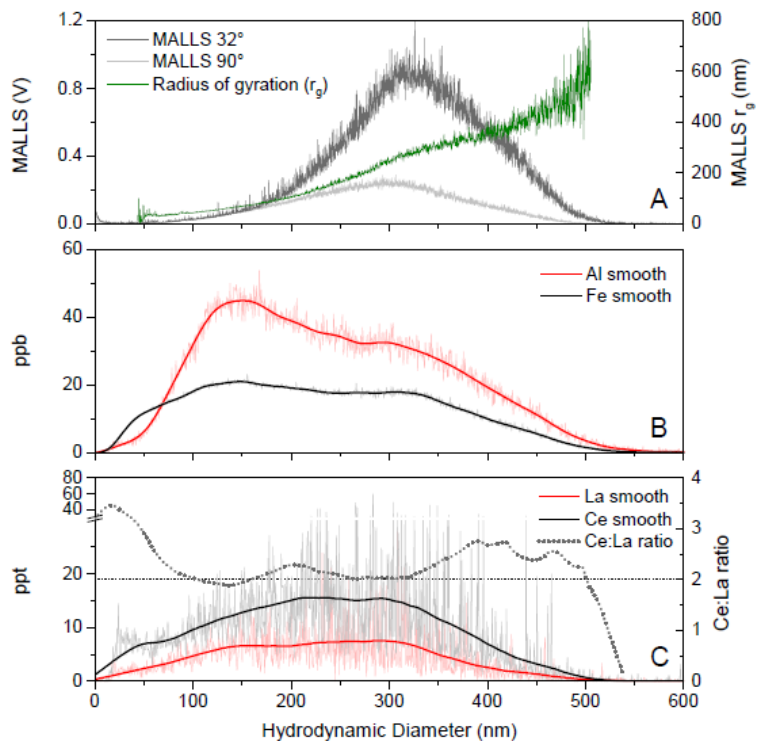 1.2
0.8
0.4
0.0
MALLS (V)
MALLS 32°
MALLS 90°
Radius of gyration (rg)
800
600
400
200
0
MALLS rg (nm)
A
60
40
20
0
ppb
Al smooth
Fe smooth
B
80
60
40
20
10
5
0
ppt
La smooth
Ce smooth
Ce:La ratio
4
3
2
1
0
Ce:La ratio
C
0 100 200 300 400 500 600
Hydrodynamic Diameter (nm)